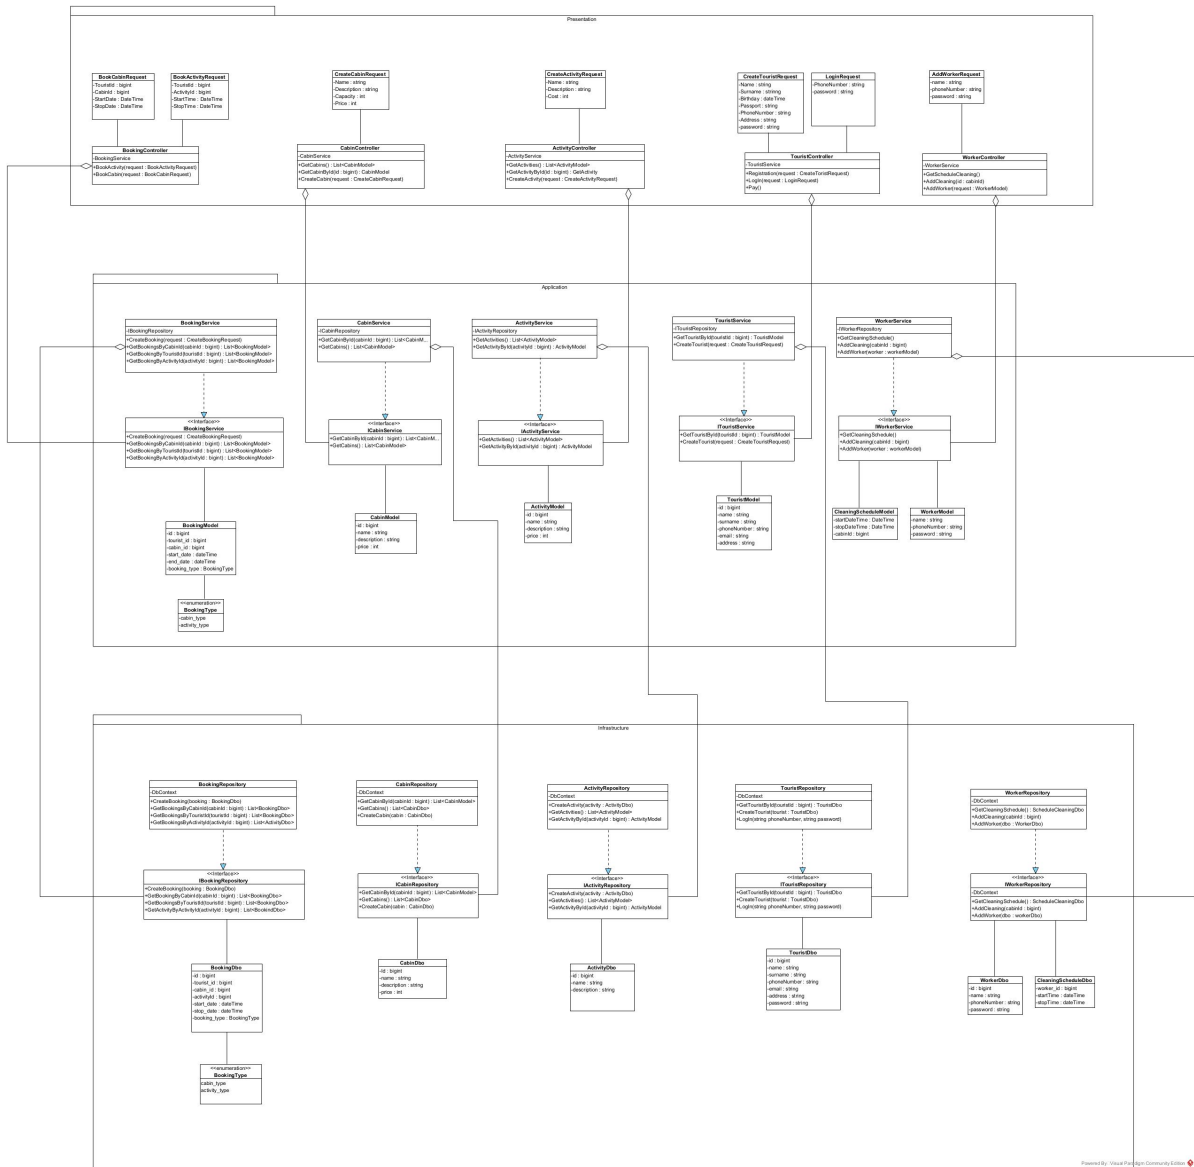 Presentation
BookCabinRequest
-TouristId : bigint
-CabinId : bigint
-StartDate : DateTime
-StopDate : DateTime
BookActivityRequest
-TouristId : bigint
-ActivityId : bigint
-StartTime : DateTime
-StopTime : DateTime
CreateCabinRequest
-Name : string
-Description : string
-Capacity : int
-Price : int
CreateActivityRequest
-Name : string
-Description : string
-Cost : int
CreateTouristRequest
-Name : string
-Surname : string
-Birthday : dateTime
-Passport : string
-PhoneNumber : string
-Address : string
-password : string
LoginRequest
-PhoneNumber : string
-password : string
AddWorkerRequest
-name : string
-phoneNumber : string
-password : string
BookingController
-BookingService
+BookActivity(request : BookActivityRequest)
+BookCabin(request : BookCabinRequest)
CabinController
-CabinService
+GetCabins() : List<CabinModel>
+GetCabinById(id : bigint) : CabinModel
+CreateCabin(request : CreateCabinRequest)
ActivityController
-ActivityService
+GetActivities() : List<ActivityModel>
+GetActivityById(id : bigint) : GetActivity
+CreateActivity(request : CreateActivityRequest)
TouristController
-TouristService
+Registration(request : CreateToristRequest)
+Login(request : LoginRequest)
+Pay()
WorkerController
-WorkerService
+GetScheduleCleaning()
+AddCleaning(id : cabinId)
+AddWorker(request : WorkerModel)
Application
BookingService
-IBookingRepository
+CreateBooking(request : CreateBookingRequest)
+GetBookingsByCabinId(cabinId : bigint) : List<BookingModel>
+GetBookingByTouristId(touristId : bigint) : List<BookingModel>
+GetBookingByActivityId(activityId : bigint) : List<BookingModel>
CabinService
-ICabinRepository
+GetCabinById(cabinId : bigint) : List<CabinM...
+GetCabins() : List<CabinModel>
ActivityService
-IActivityRepository
+GetActivities() : List<ActivityModel>
+GetActivityById(activityId : bigint) : ActivityModel
TouristService
-ITouristRepository
+GetTouristById(touristId : bigint) : TouristModel
+CreateTourist(request : CreateTouristRequest)
WorkerService
-IWorkerRepository
+GetCleaningSchedule()
+AddCleaning(cabinId : bigint)
+AddWorker(worker : workerModel)
<<Interface>>
IBookingService
+CreateBooking(request : CreateBookingRequest)
+GetBookingsByCabinId(cabinId : bigint) : List<BookingModel>
+GetBookingByTouristId(touristId : bigint) : List<BookingModel>
+GetBookingByActivityId(activityId : bigint) : List<BookingModel>
<<Interface>>
ICabinService
+GetCabinById(cabinId : bigint) : List<CabinM...
+GetCabins() : List<CabinModel>
<<Interface>>
IActivityService
+GetActivities() : List<ActivityModel>
+GetActivityById(activityId : bigint) : ActivityModel
<<Interface>>
ITouristService
+GetTouristById(touristId : bigint) : TouristModel
+CreateTourist(request : CreateTouristRequest)
<<Interface>>
IWorkerService
+GetCleaningSchedule()
+AddCleaning(cabinId : bigint)
+AddWorker(worker : workerModel)
BookingModel
-id : bigint
-tourist_id : bigint
-cabin_id : bigint
-start_date : dateTime
-end_date : dateTime
-booking_type : BookingType
CabinModel
-id : bigint
-name : string
-description : string
-price : int
ActivityModel
-id : bigint
-name : string
-description : string
-price : int
TouristModel
-id : bigint
-name : string
-surname : string
-phoneNumber : string
-email : string
-address : string
CleaningScheduleModel
-startDateTime : DateTime
-stopDateTime : DateTime
-cabinId : bigint
WorkerModel
-name : string
-phoneNumber : string
-password : string
<<enumeration>>
BookingType
-cabin_type
-activity_type
Infrastructure
BookingRepository
-DbContext
+CreateBooking(booking : BookingDbo)
+GetBookingsByCabinId(cabinId : bigint) : List<BookingDbo>
+GetBookingsByTouristId(touristId : bigint) : List<BookingDbo>
+GetBookingsByActivityId(activityId : bigint) : List<ActivityDbo>
CabinRepository
-DbContext
+GetCabinById(cabinId : bigint) : List<CabinModel>
+GetCabins() : List<CabinDbo>
+CreateCabin(cabin : CabinDbo)
ActivityRepository
-DbContext
+CreateActivity(activity : ActivityDbo)
+GetActivities() : List<ActivityModel>
+GetActivityById(activityId : bigint) : ActivityModel
TouristRepository
-DbContext
+GetTouristById(touristId : bigint) : TouristDbo
+CreateTourist(tourist : TouristDbo)
+LogIn(string phoneNumber, string password)
WorkerRepository
-DbContext
+GetCleaningSchedule() : ScheduleCleaningDbo
+AddCleaning(cabinId : bigint)
+AddWorker(dbo : WorkerDbo)
<<Interface>>
IBookingRepository
+CreateBooking(booking : BookingDbo)
+GetBookingByCabinId(cabinId : bigint) : List<BookingDbo>
+GetBookingsByTouristId(touristId : bigint) : List<BookingDbo>
+GetActivityByActivityId(activityId : bigint) : List<BookindDbo>
<<Interface>>
ICabinRepository
+GetCabinById(cabinId : bigint) : List<CabinModel>
+GetCabins() : List<CabinDbo>
+CreateCabin(cabin : CabinDbo)
<<Interface>>
IActivityRepository
+CreateActivity(activity : ActivityDbo)
+GetActivities() : List<ActivityModel>
+GetActivityById(activityId : bigint) : ActivityModel
<<Interface>>
ITouristRepository
+GetTouristById(touristId : bigint) : TouristDbo
+CreateTourist(tourist : TouristDbo)
+LogIn(string phoneNumber, string password)
<<Interface>>
IWorkerRepository
-DbContext
+GetCleaningSchedule() : ScheduleCleaningDbo
+AddCleaning(cabinId : bigint)
+AddWorker(dbo : workerDbo)
BookingDbo
-id : bigint
-tourist_id : bigint
-cabin_id : bigint
-activityId : bigint
-start_date : dateTime
-stop_date : dateTime
-booking_type : BookingType
CabinDbo
-id : bigint
-name : string
-description : string
-price : int
ActivityDbo
-id : bigint
-name : string
-description : string
TouristDbo
-id : bigint
-name : string
-surname : string
-phoneNumber : string
-email : string
-address : string
-password : string
WorkerDbo
-id : bigint
-name : string
-phoneNumber : string
-password : string
CleaningScheduleDbo
-worker_id : bigint
-startTime : dateTime
-stopTime : dateTime
<<enumeration>>
BookingType
cabin_type
activity_type
Powered By Visual Paradigm Community Edition